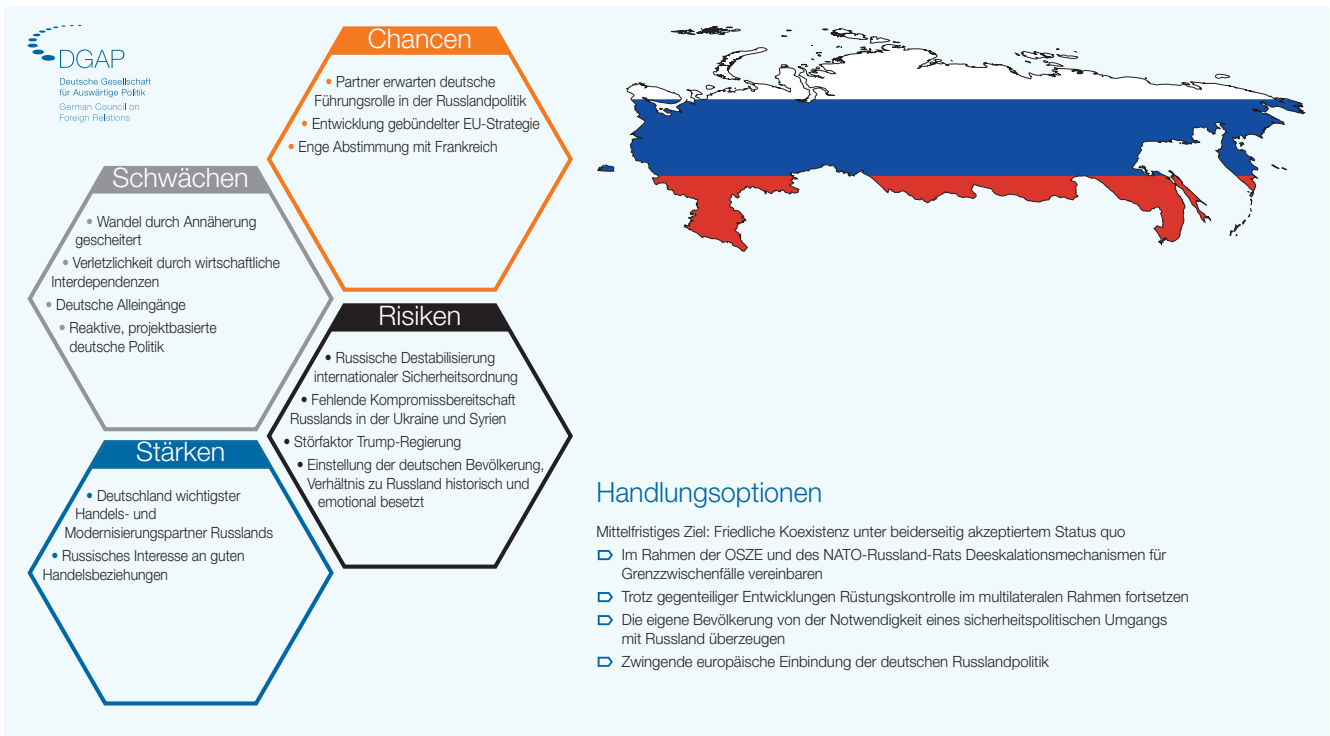 DGAP
Deutsche Gesellschaft
für Auswärtige Politik
German Council on
Foreign Relations
Chancen
• Partner erwarten deutsche
Führungsrolle in der Russlandpolitik
• Entwicklung gebündelter EU-Strategie
• Enge Abstimmung mit Frankreich
Schwächen
• Wandel durch Annäherung
gescheitert
• Verletzlichkeit durch wirtschaftliche
Interdependenzen
• Deutsche Alleingänge
• Reaktive, projektbasierte
deutsche Politik
Risiken
• Russische Destabilisierung
internationaler Sicherheitsordnung
• Fehlende Kompromissbereitschaft
Russlands in der Ukraine und Syrien
• Störfaktor Trump-Regierung
• Einstellung der deutschen Bevölkerung,
Verhältnis zu Russland historisch und
emotional besetzt
Stärken
• Deutschland wichtigster
Handels- und
Modernisierungspartner Russlands
• Russisches Interesse an guten
Handelsbeziehungen
Handlungsoptionen
Mittelfristiges Ziel: Friedliche Koexistenz unter beiderseitig akzeptiertem Status quo
Im Rahmen der OSZE und des NATO-Russland-Rats Deeskalationsmechanismen für
Grenzzwischenfälle vereinbaren
Trotz gegenteiliger Entwicklungen Rüstungskontrolle im multilateralen Rahmen fortsetzen
Die eigene Bevölkerung von der Notwendigkeit eines sicherheitspolitischen Umgangs
mit Russland überzeugen
Zwingende europäische Einbindung der deutschen Russlandpolitik